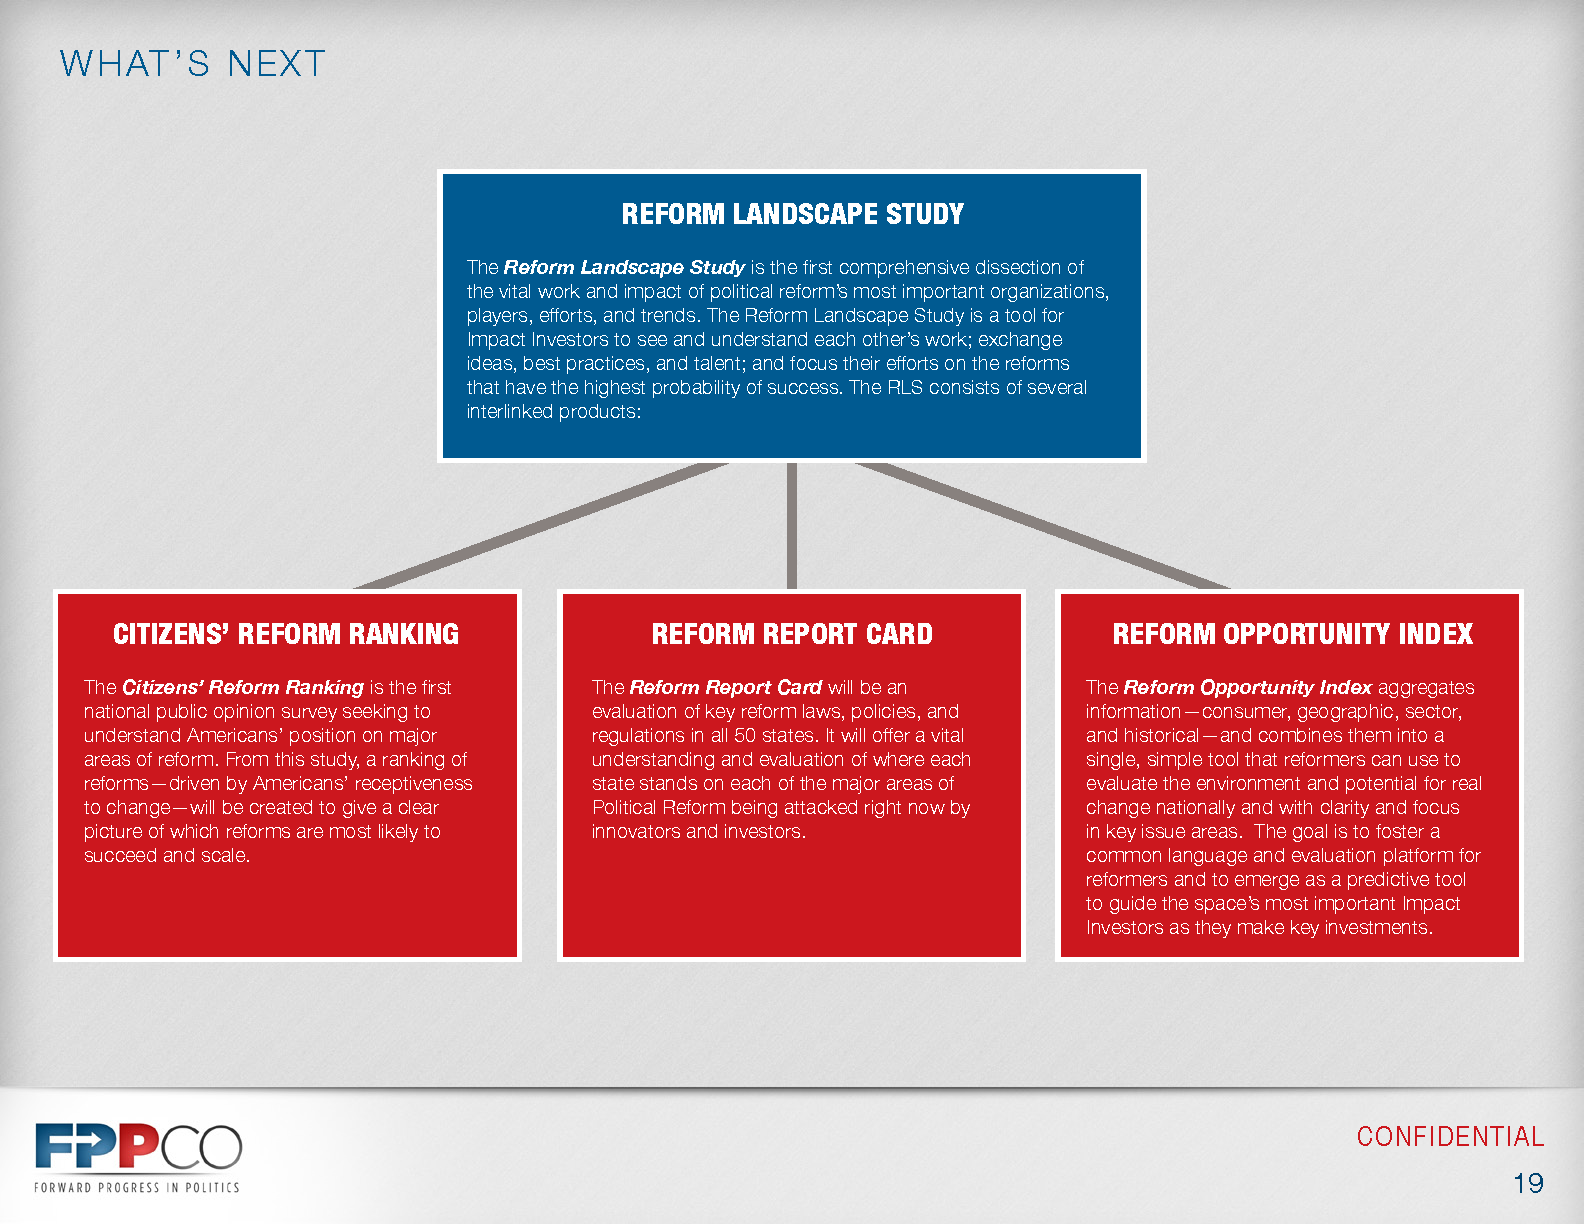 WHAT’S NEXT
REFORM LANDSCAPE STUDY
The Reform Landscape Study is the first comprehensive dissection of
the vital work and impact of political reform’s most important organizations,
players, efforts, and trends. The Reform Landscape Study is a tool for
Impact Investors to see and understand each other’s work; exchange
ideas, best practices, and talent; and focus their efforts on the reforms
that have the highest probability of success. The RLS consists of several
interlinked products:
CITIZENS’ REFORM RANKING
The Citizens’ Reform Ranking is the first
national public opinion survey seeking to
understand Americans’ position on major
areas of reform. From this study, a ranking of
reforms—driven by Americans’ receptiveness
to change—will be created to give a clear
picture of which reforms are most likely to
succeed and scale.
REFORM REPORT CARD
The Reform Report Card will be an
evaluation of key reform laws, policies, and
regulations in all 50 states. It will offer a vital
understanding and evaluation of where each
state stands on each of the major areas of
Political Reform being attacked right now by
innovators and investors.
REFORM OPPORTUNITY INDEX
The Reform Opportunity Index aggregates
information—consumer, geographic, sector,
and historical—and combines them into a
single, simple tool that reformers can use to
evaluate the environment and potential for real
change nationally and with clarity and focus
in key issue areas.  The goal is to foster a
common language and evaluation platform for
reformers and to emerge as a predictive tool
to guide the space’s most important Impact
Investors as they make key investments.
FPPCO
FORWARD PROGRESS IN POLITICS
CONFIDENTIAL
19